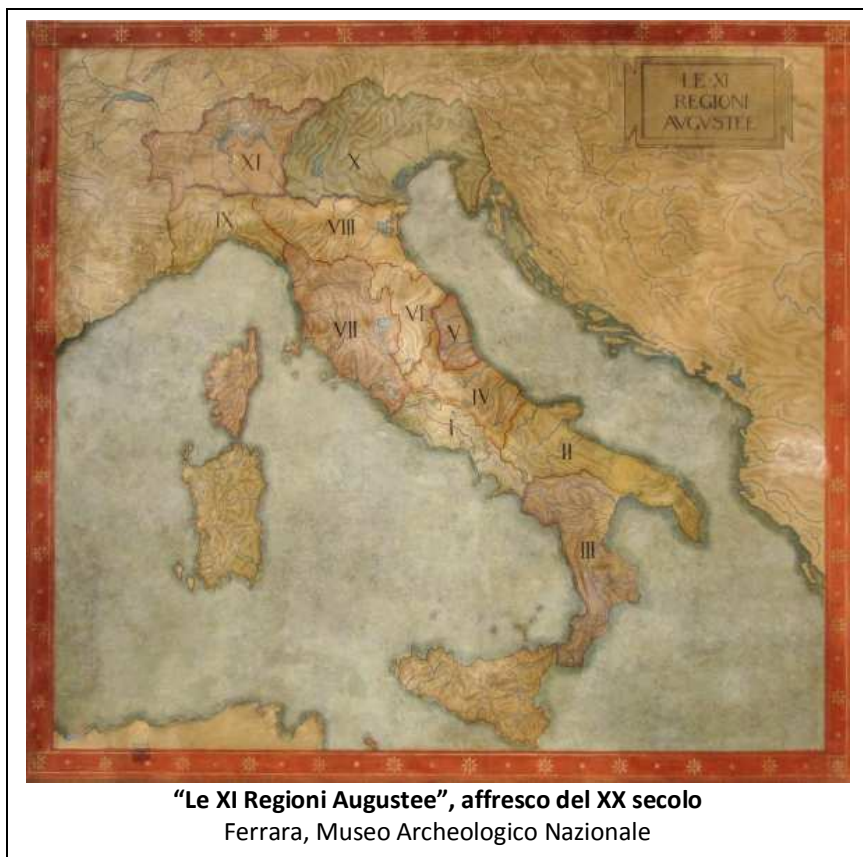 LE·XI
REGIONI
AVGVSTEE
XI
X
IX
VIII
VII
VI
V
IV
I
II
III
“Le XI Regioni Augustee”, affresco del XX secolo
Ferrara, Museo Archeologico Nazionale